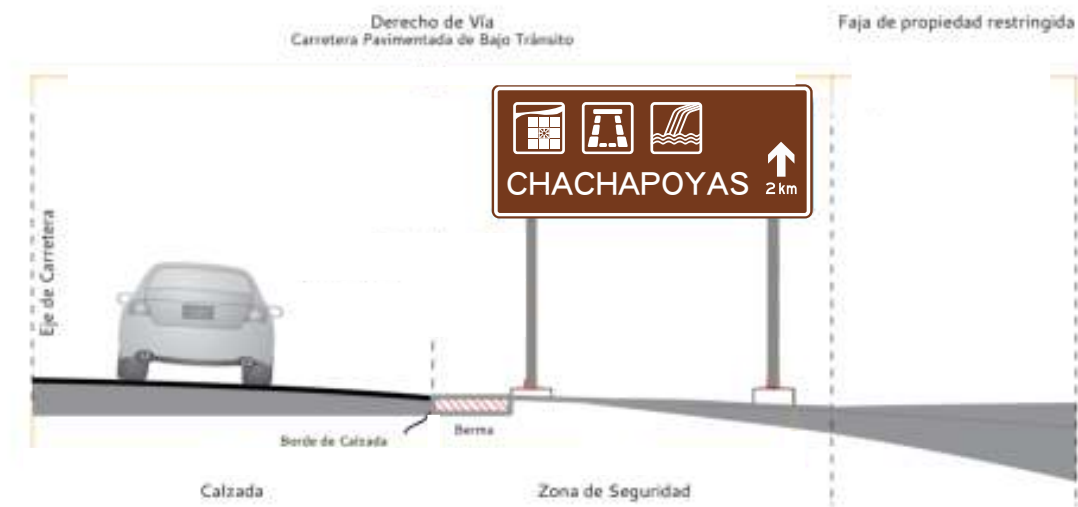 Derecho de Vía
Carretera Pavimentada de Bajo Tránsito
Faja de propiedad restringida
CHACHAPOYAS
2 km
Eje de Carretera
Borde de Calzada
Berma
Calzada
Zona de Seguridad